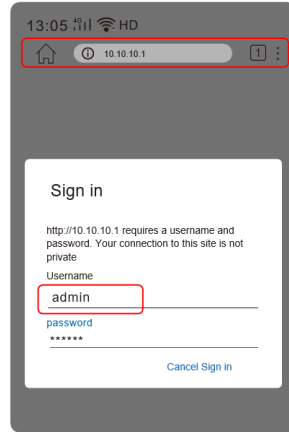 13:05 4G HD
10.10.10.1 1
Sign in
http://10.10.10.1 requires a username and
password. Your connection to this site is not
private
Username
admin
password
******
Cancel Sign in